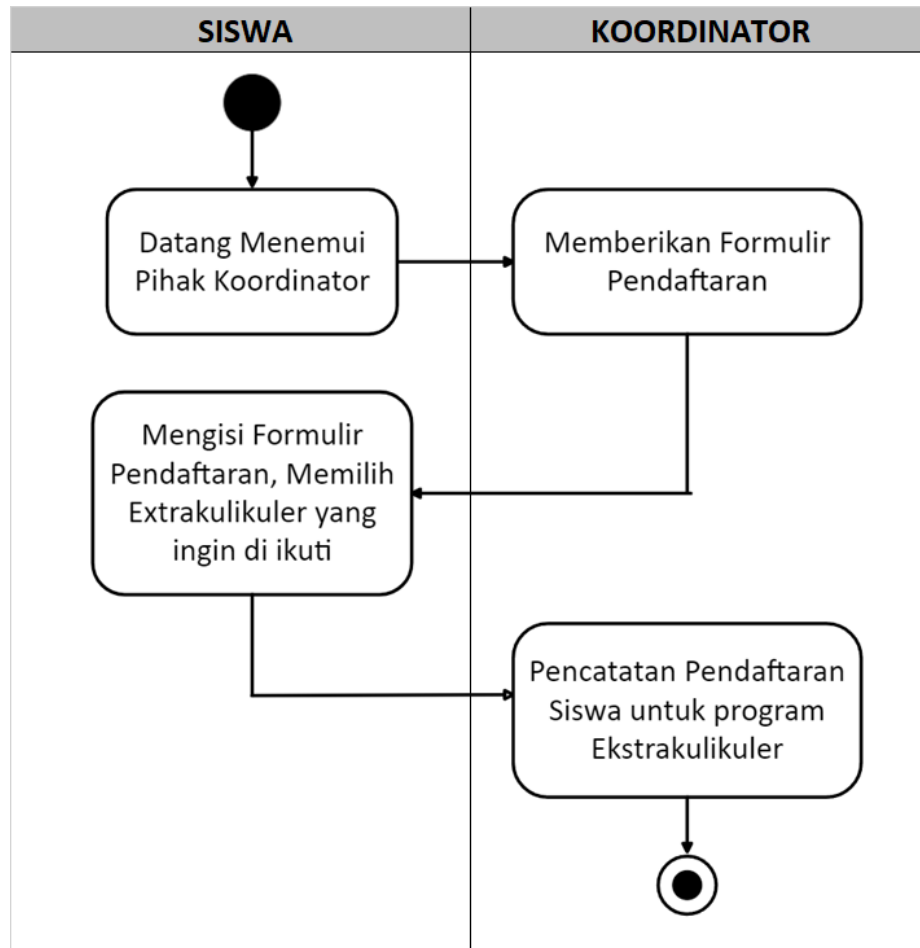 SISWA
KOORDINATOR
Datang Menemui
Pihak Koordinator
Memberikan Formulir
Pendaftaran
Mengisi Formulir
Pendaftaran, Memilih
Extrakulikuler yang
ingin di ikuti
Pencatatan Pendaftaran
Siswa untuk program
Ekstrakulikuler